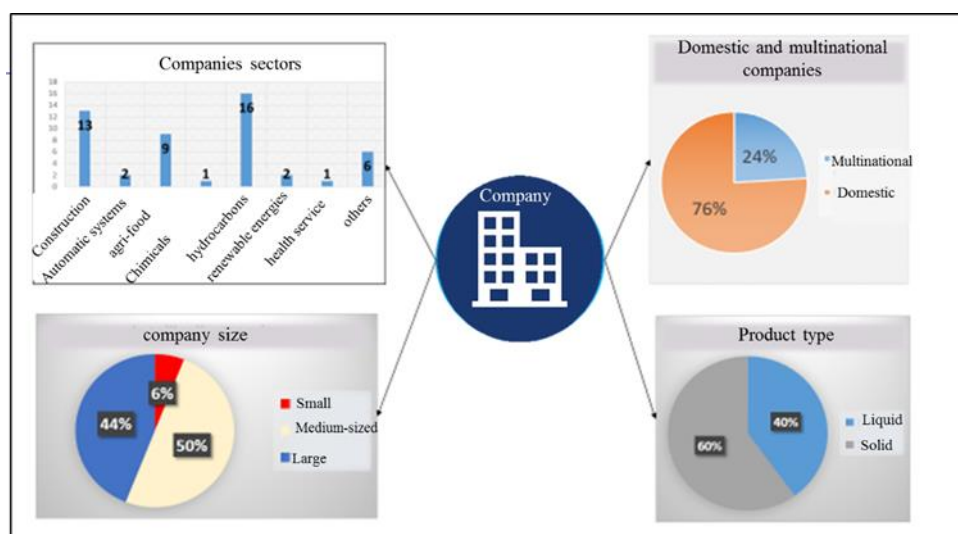 Companies sectors
18
16
14
12
10
8
6
4
2
0
13
2
9
1
16
2
1
6
Construction
Automatic systems
agri-food
Chimicals
hydrocarbons
renewable energies
health service
others
Domestic and multinational
companies
24%
76%
Multinational
Domestic
Company
company size
6%
44%
50%
Small
Medium-sized
Large
Product type
40%
60%
Liquid
Solid